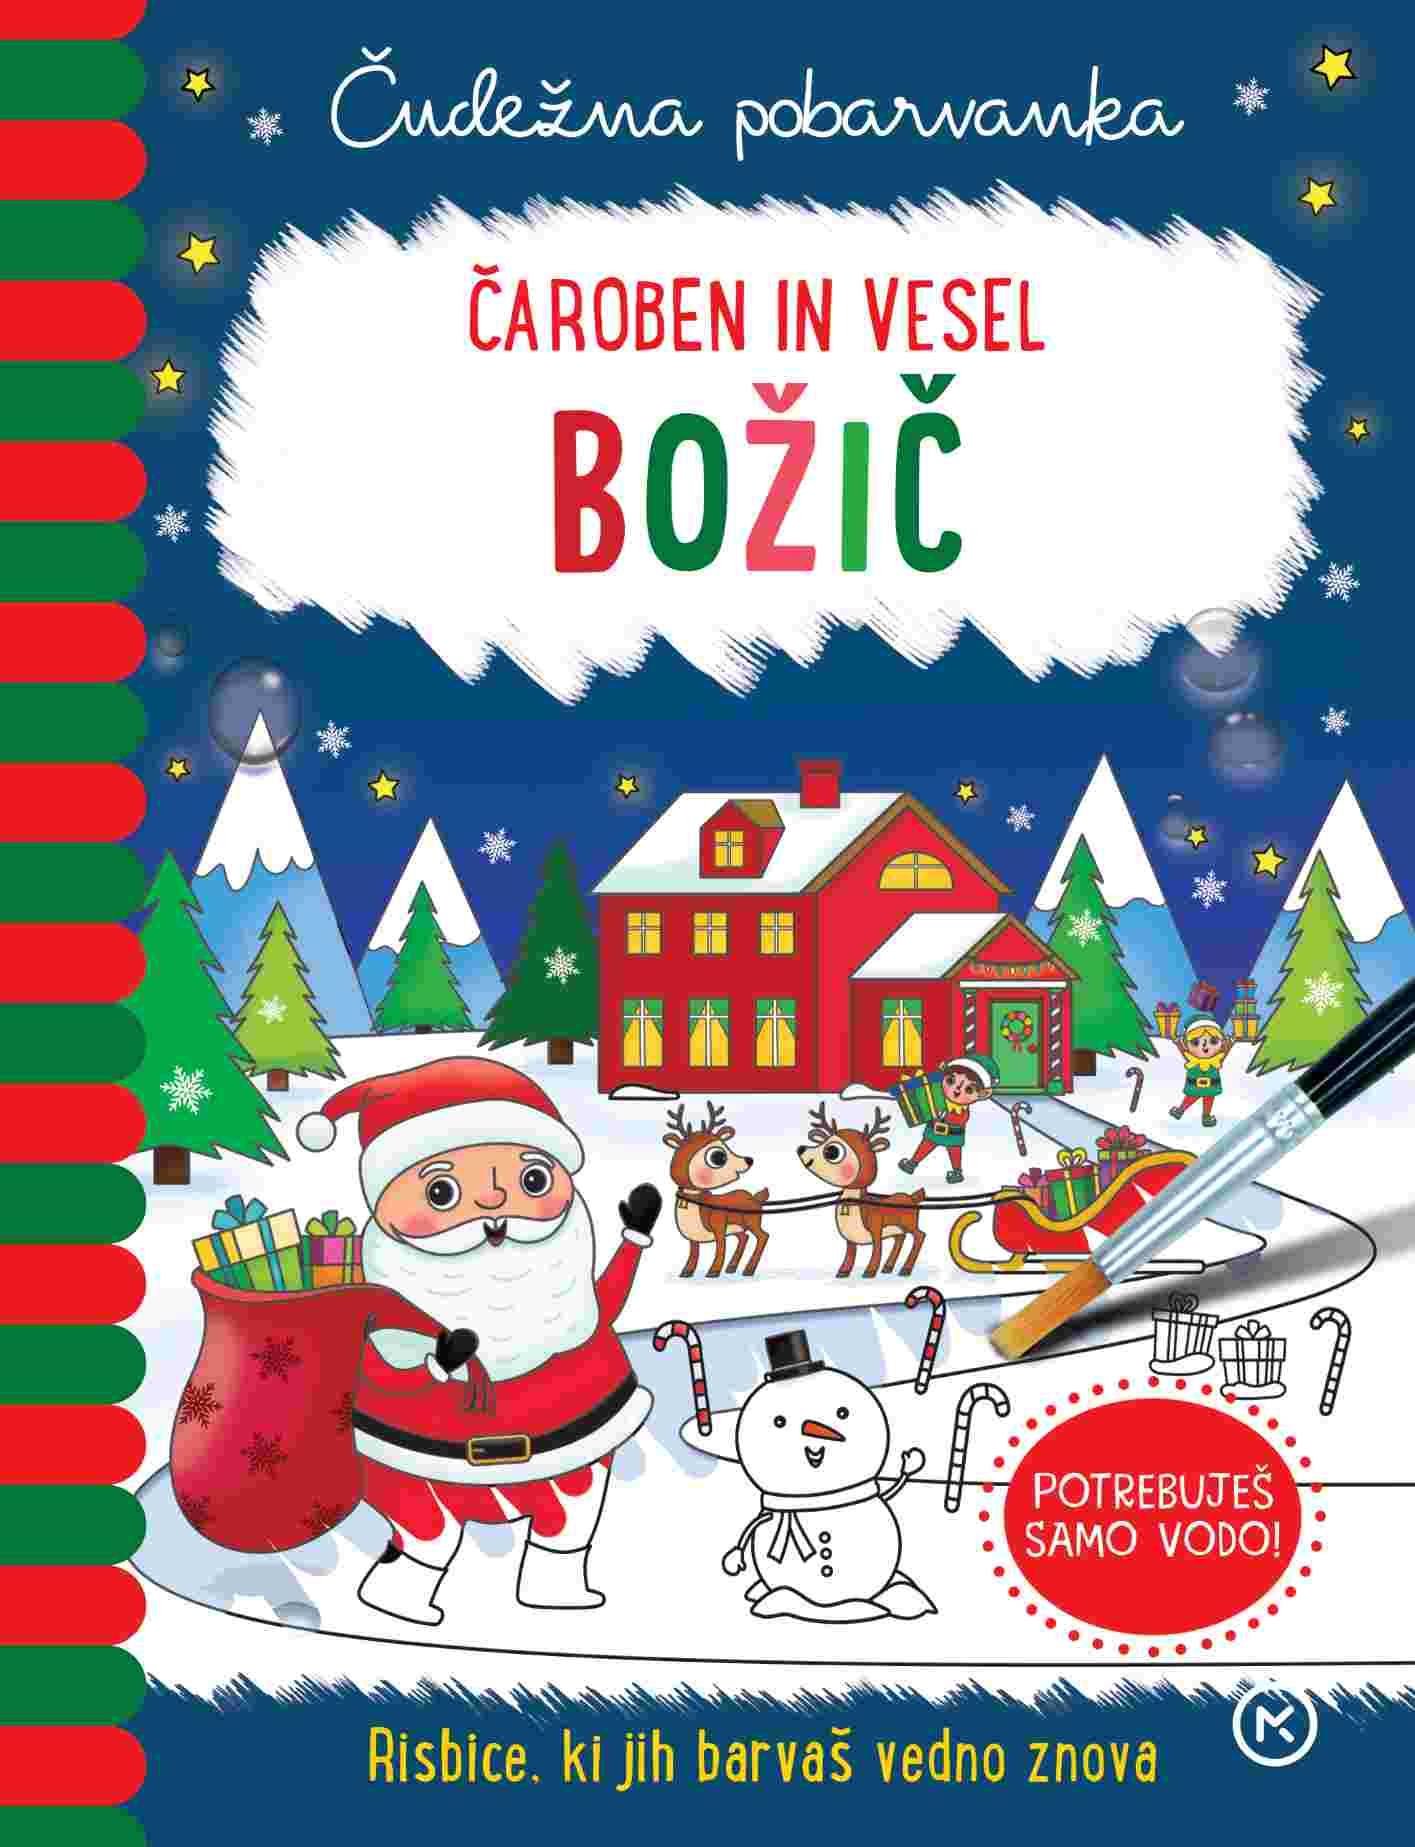 Čudežna pobarvanka
ČAROBEN IN VESEL
BOŽIČ
POTREBUJEŠ
SAMO VODO!
Risbice, ki jih barvaš vedno znova